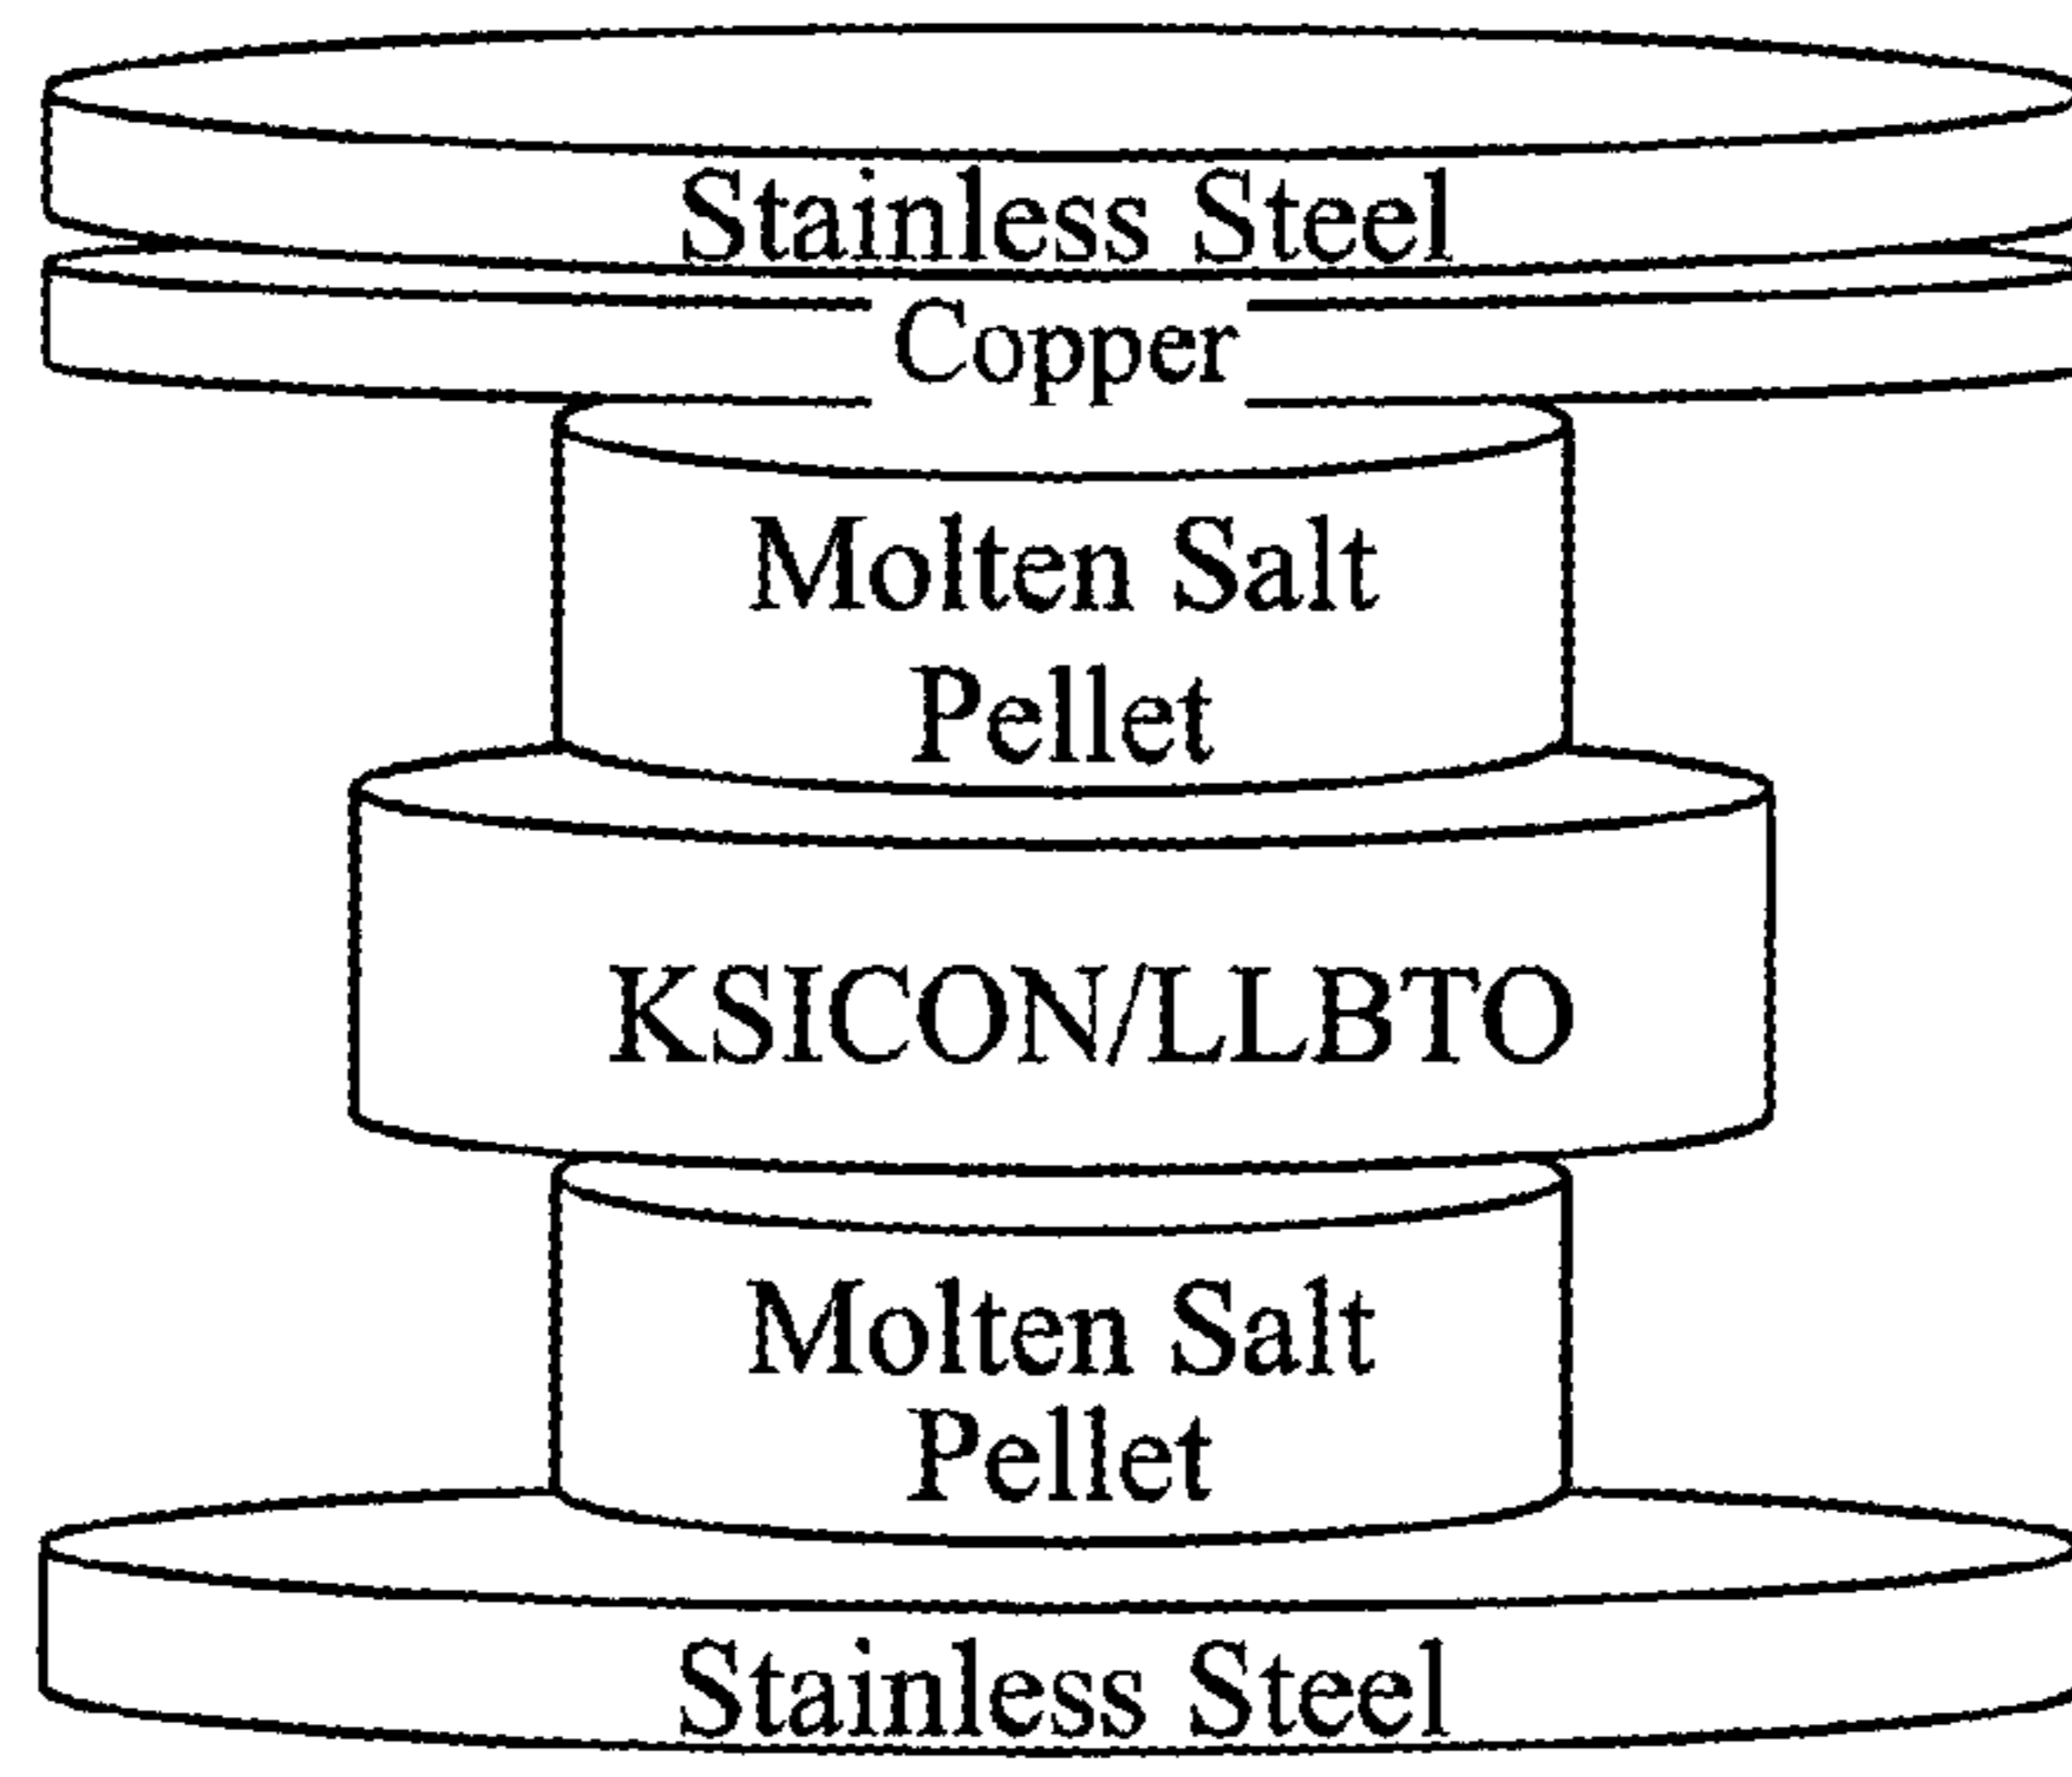 Stainless Steel
Copper
Molten Salt
Pellet
KSICON/LLBTO
Molten Salt
Pellet
Stainless Steel